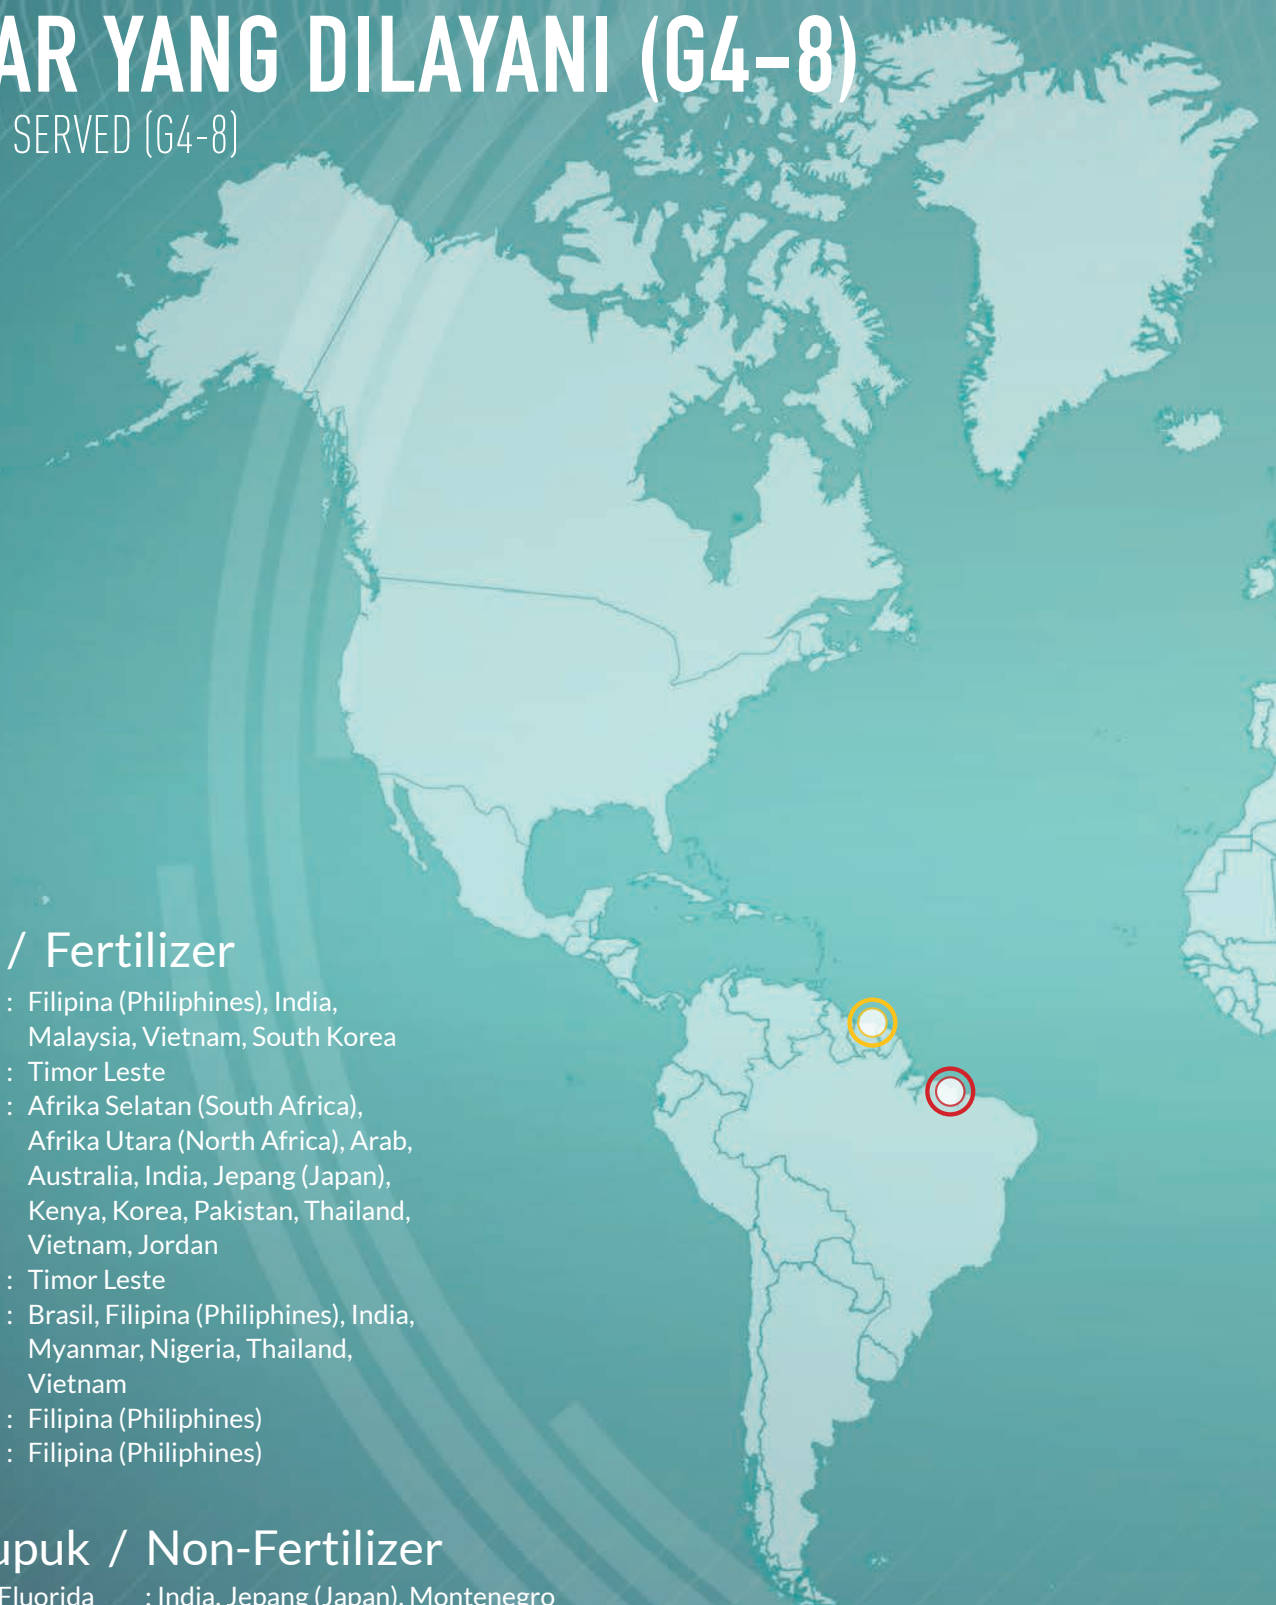 AR YANG DILAYANI (G4-8)
SERVED (G4-8)
/ Fertilizer
: Filipina (Philiphines), India,
Malaysia, Vietnam, South Korea
: Timor Leste
: Afrika Selatan (South Africa),
Afrika Utara (North Africa), Arab,
Australia, India, Jepang (Japan),
Kenya, Korea, Pakistan, Thailand,
Vietnam, Jordan
: Timor Leste
: Brasil, Filipina (Philiphines), India,
Myanmar, Nigeria, Thailand,
Vietnam
: Filipina (Philiphines)
: Filipina (Philiphines)
upuk / Non-Fertilizer
Fluorida : India, Jepang (Japan), Montenegro